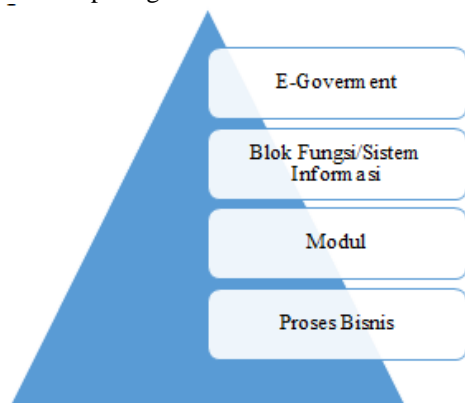 E-Goverment
Blok Fungsi/Sistem
Informasi
Modul
Proses Bisnis